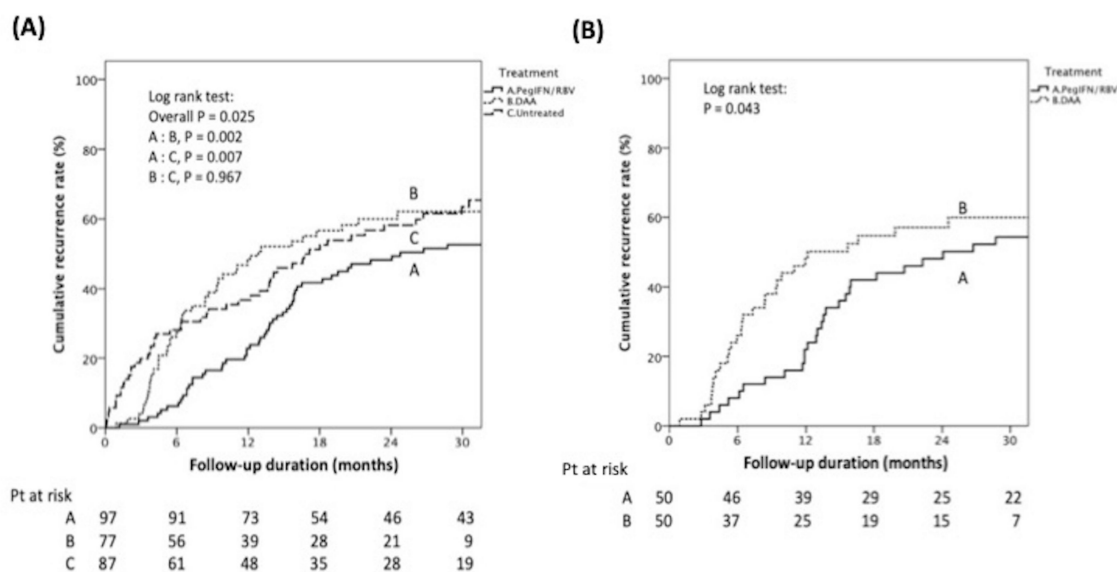 (A)
Cumulative recurrence rate (%)
100
80
60
40
20
0
Log rank test:
Overall P = 0.025
A : B, P = 0.002
A : C, P = 0.007
B : C, P = 0.967
Treatment
A.PegIFN/RBV
B.DAA
C.Untreated
B
C
A
0 6 12 18 24 30
Follow-up duration (months)
Pt at risk
A 97 91 73 54 46 43
B 77 56 39 28 21 9
C 87 61 48 35 28 19
(B)
Cumulative recurrence rate (%)
100
80
60
40
20
0
Log rank test:
P = 0.043
Treatment
A.PegIFN/RBV
B.DAA
B
A
0 6 12 18 24 30
Follow-up duration (months)
Pt at risk
A 50 46 39 29 25 22
B 50 37 25 19 15 7